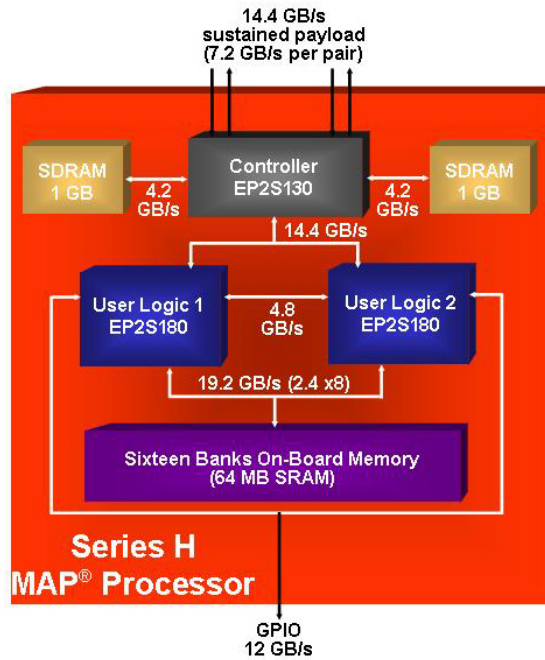 14.4 GB/s
sustained payload
(7.2 GB/s per pair)
SDRAM
1 GB
4.2
GB/s
Controller
EP2S130
4.2
GB/s
SDRAM
1 GB
14.4 GB/s
User Logic 1
EP2S180
4.8
GB/s
User Logic 2
EP2S180
19.2 GB/s (2.4 x8)
Sixteen Banks On-Board Memory
(64 MB SRAM)
Series H
MAP® Processor
GPIO
12 GB/s